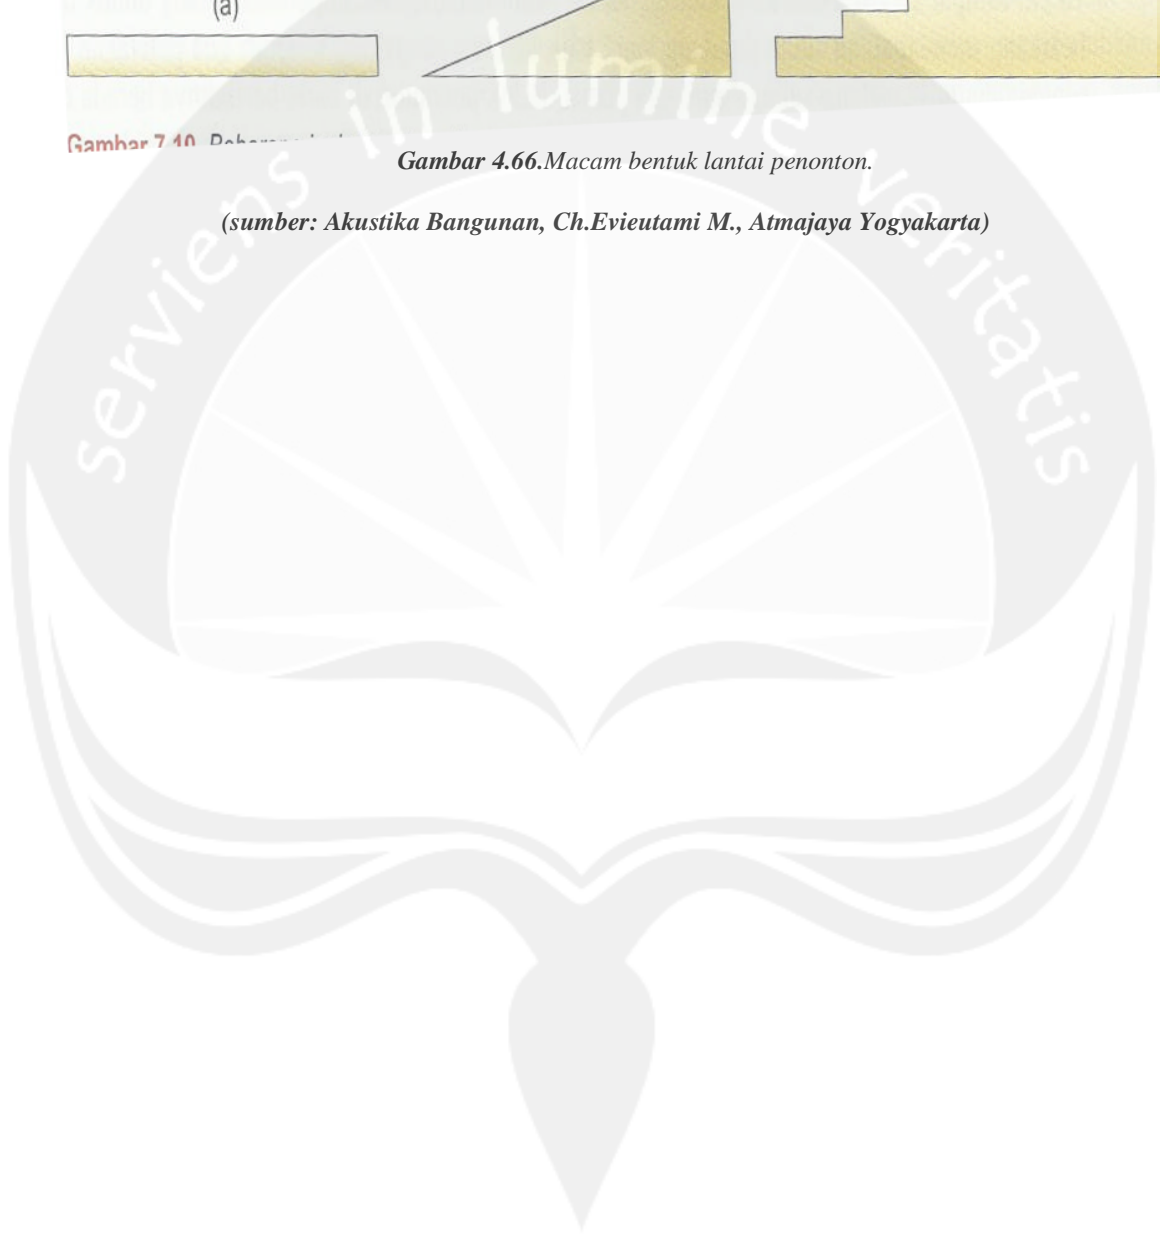 (a)
Gambar 7.10
Gambar 4.66.Macam bentuk lantai penonton.
(sumber: Akustika Bangunan, Ch.Evieutami M., Atmajaya Yogyakarta)
serviens in lumine veritatis